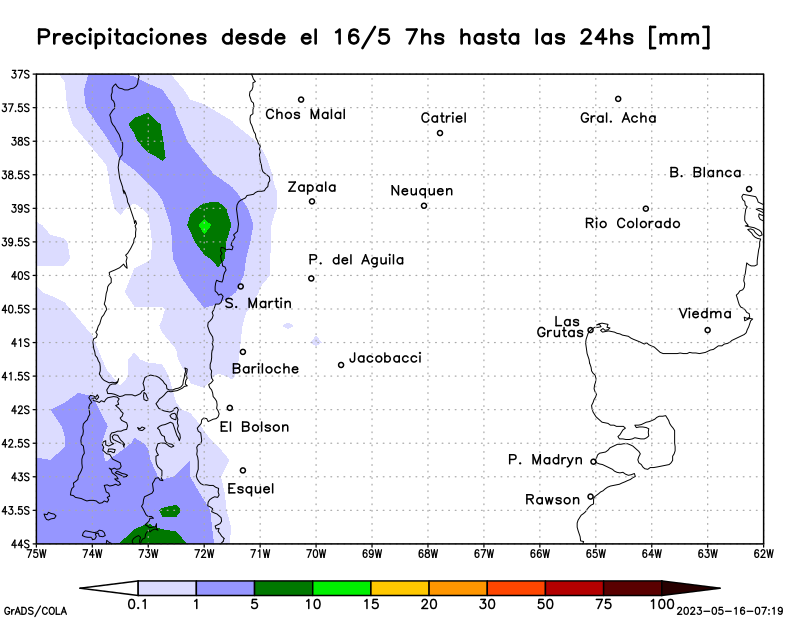 Precipitaciones desde el 16/5 7hs hasta las 24hs [mm]
37S
37.5S
38S
38.5S
39S
39.5S
40S
40.5S
41S
41.5S
42S
42.5S
43S
43.5S
44S
Chos Malal
Catriel
Gral. Acha
B. Blanca
Zapala
Neuquen
Rio Colorado
P. del Aguila
S. Martin
Las
Grutas
Viedma
Bariloche
Jacobacci
El Bolson
P. Madryn
Esquel
Rawson
75W 74W 73W 72W 71W 70W 69W 68W 67W 66W 65W 64W 63W 62W
0.1 1 5 10 15 20 30 50 75 100
GrADS/COLA
2023-05-16-07:19